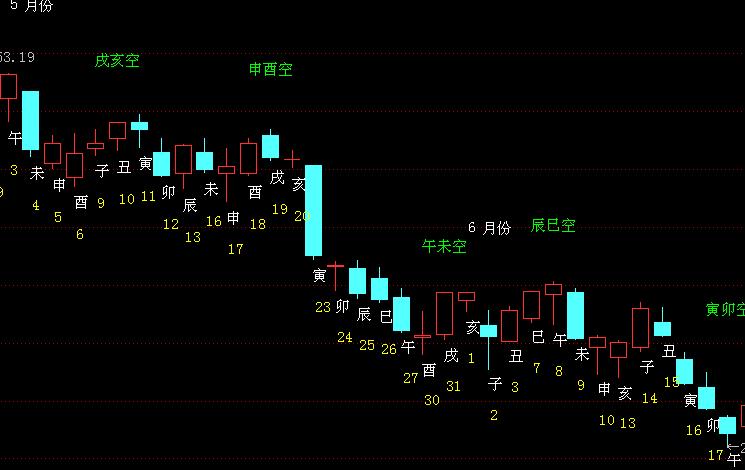 5 月份
53.19
戌亥空
申酉空
午 未 申 酉 子 丑 寅 卯 辰 未 申 酉 戌 亥
3 4 5 6 9 10 11 12 13 16 17 18 19 20
6 月份
辰巳空
午未空
寅卯空
寅 卯 辰 巳 午 酉 戌 亥 子 丑 巳 午 未 申 亥 子 丑 寅 卯 午
23 24 25 26 27 30 31 1 2 3 7 8 9 10 13 14 15 16 17